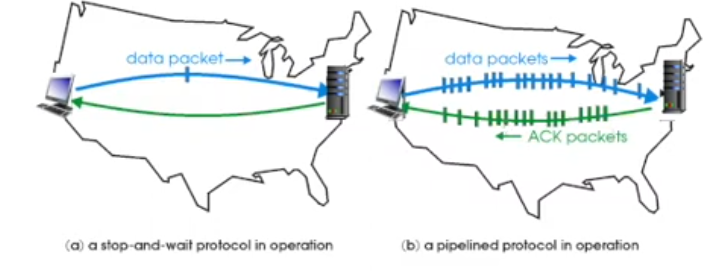 data packet
data packets
ACK packets
(a) a stop-and-wait protocol in operation
(b) a pipelined protocol in operation